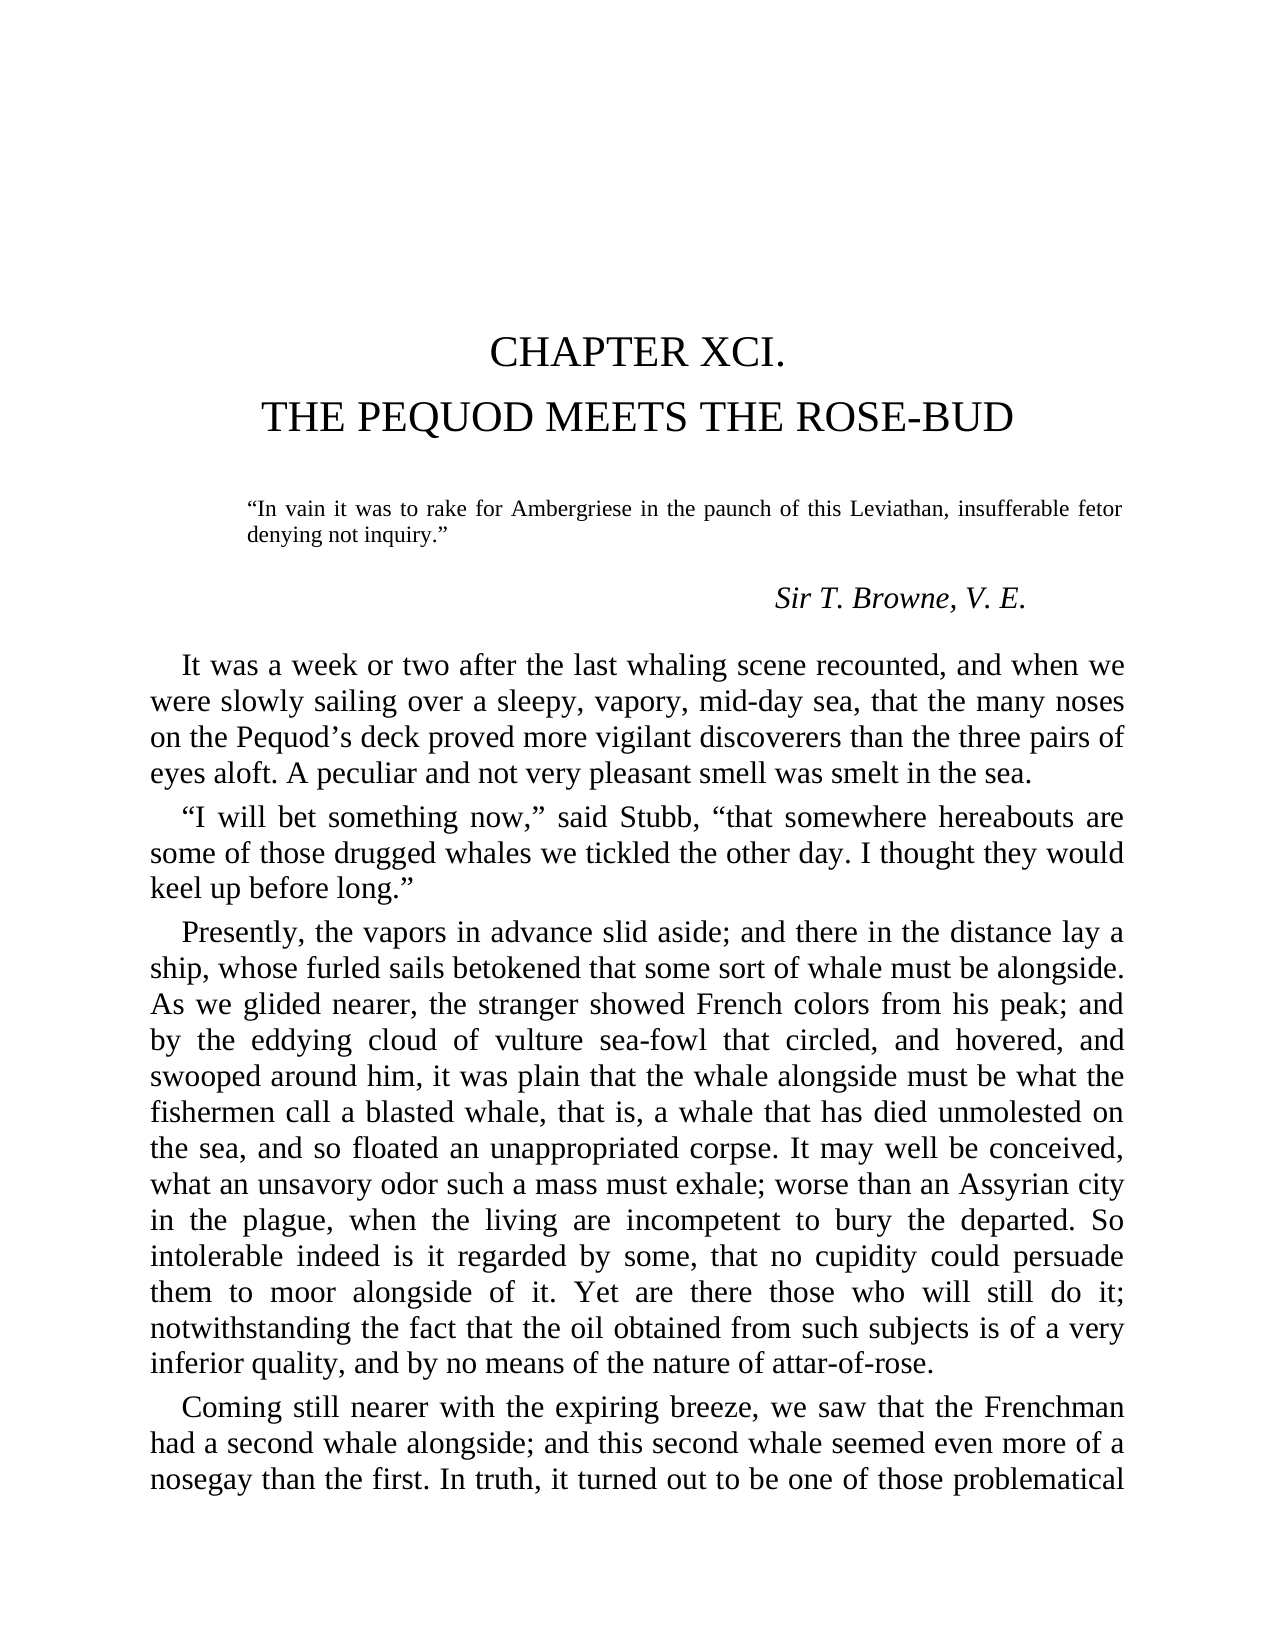 CHAPTER XCI.
THE PEQUOD MEETS THE ROSE-BUD
“In vain it was to rake for Ambergriese in the paunch of this Leviathan, insufferable fetor
denying not inquiry.”
Sir T. Browne, V. E.
It was a week or two after the last whaling scene recounted, and when we
were slowly sailing over a sleepy, vapory, mid-day sea, that the many noses
on the Pequod’s deck proved more vigilant discoverers than the three pairs of
eyes aloft. A peculiar and not very pleasant smell was smelt in the sea.
“I will bet something now,” said Stubb, “that somewhere hereabouts are
some of those drugged whales we tickled the other day. I thought they would
keel up before long.”
Presently, the vapors in advance slid aside; and there in the distance lay a
ship, whose furled sails betokened that some sort of whale must be alongside.
As we glided nearer, the stranger showed French colors from his peak; and
by the eddying cloud of vulture sea-fowl that circled, and hovered, and
swooped around him, it was plain that the whale alongside must be what the
fishermen call a blasted whale, that is, a whale that has died unmolested on
the sea, and so floated an unappropriated corpse. It may well be conceived,
what an unsavory odor such a mass must exhale; worse than an Assyrian city
in the plague, when the living are incompetent to bury the departed. So
intolerable indeed is it regarded by some, that no cupidity could persuade
them to moor alongside of it. Yet are there those who will still do it;
notwithstanding the fact that the oil obtained from such subjects is of a very
inferior quality, and by no means of the nature of attar-of-rose.
Coming still nearer with the expiring breeze, we saw that the Frenchman
had a second whale alongside; and this second whale seemed even more of a
nosegay than the first. In truth, it turned out to be one of those problematical